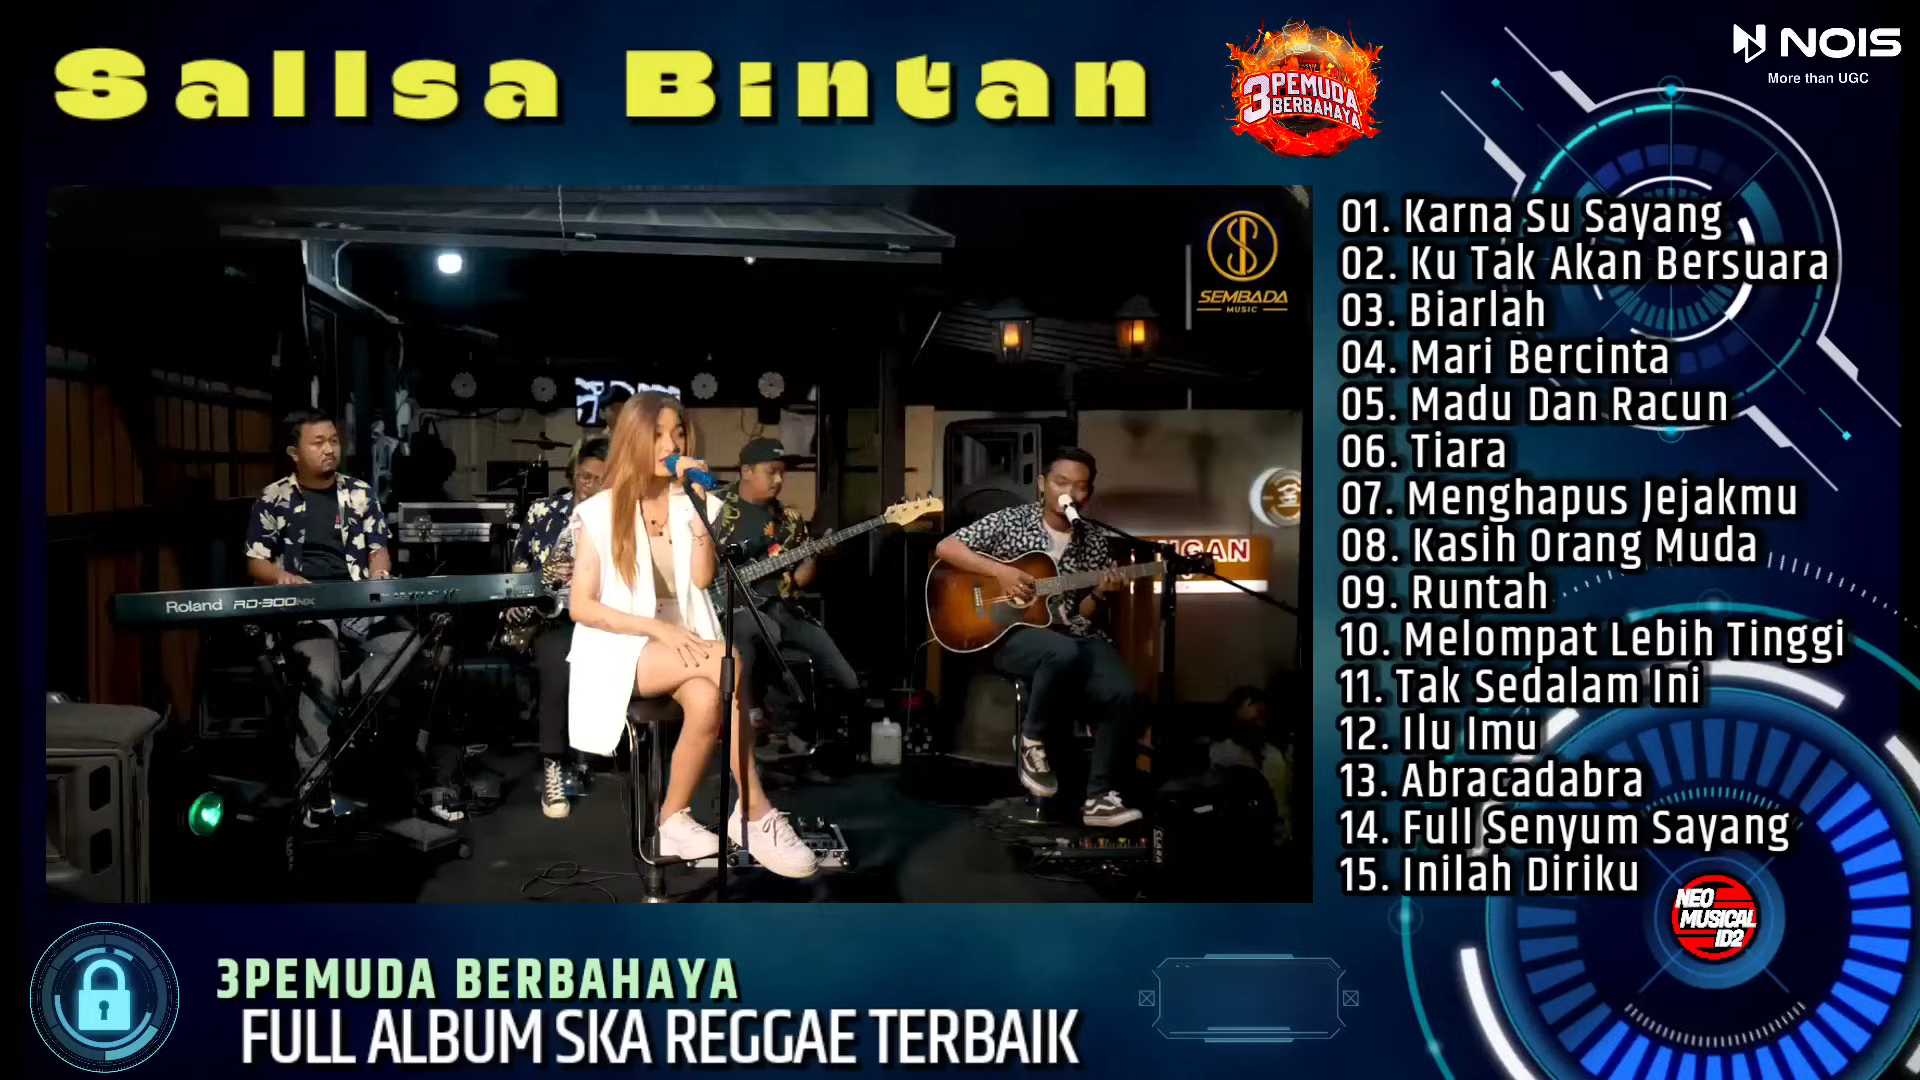 Sallsa Bintan
3PEMUDA
BERBAHAYA
NOIS
More than UGC
SEMBADA
MUSIC
01. Karna Su Sayang
02. Ku Tak Akan Bersuara
03. Biarlah
04. Mari Bercinta
05. Madu Dan Racun
06. Tiara
07. Menghapus Jejakmu
08. Kasih Orang Muda
09. Runtah
10. Melompat Lebih Tinggi
11. Tak Sedalam Ini
12. Ilu Imu
13. Abracadabra
14. Full Senyum Sayang
15. Inilah Diriku
Roland RD-300NX
NEO
MUSICAL
ID2
3PEMUDA BERBAHAYA
FULL ALBUM SKA REGGAE TERBAIK